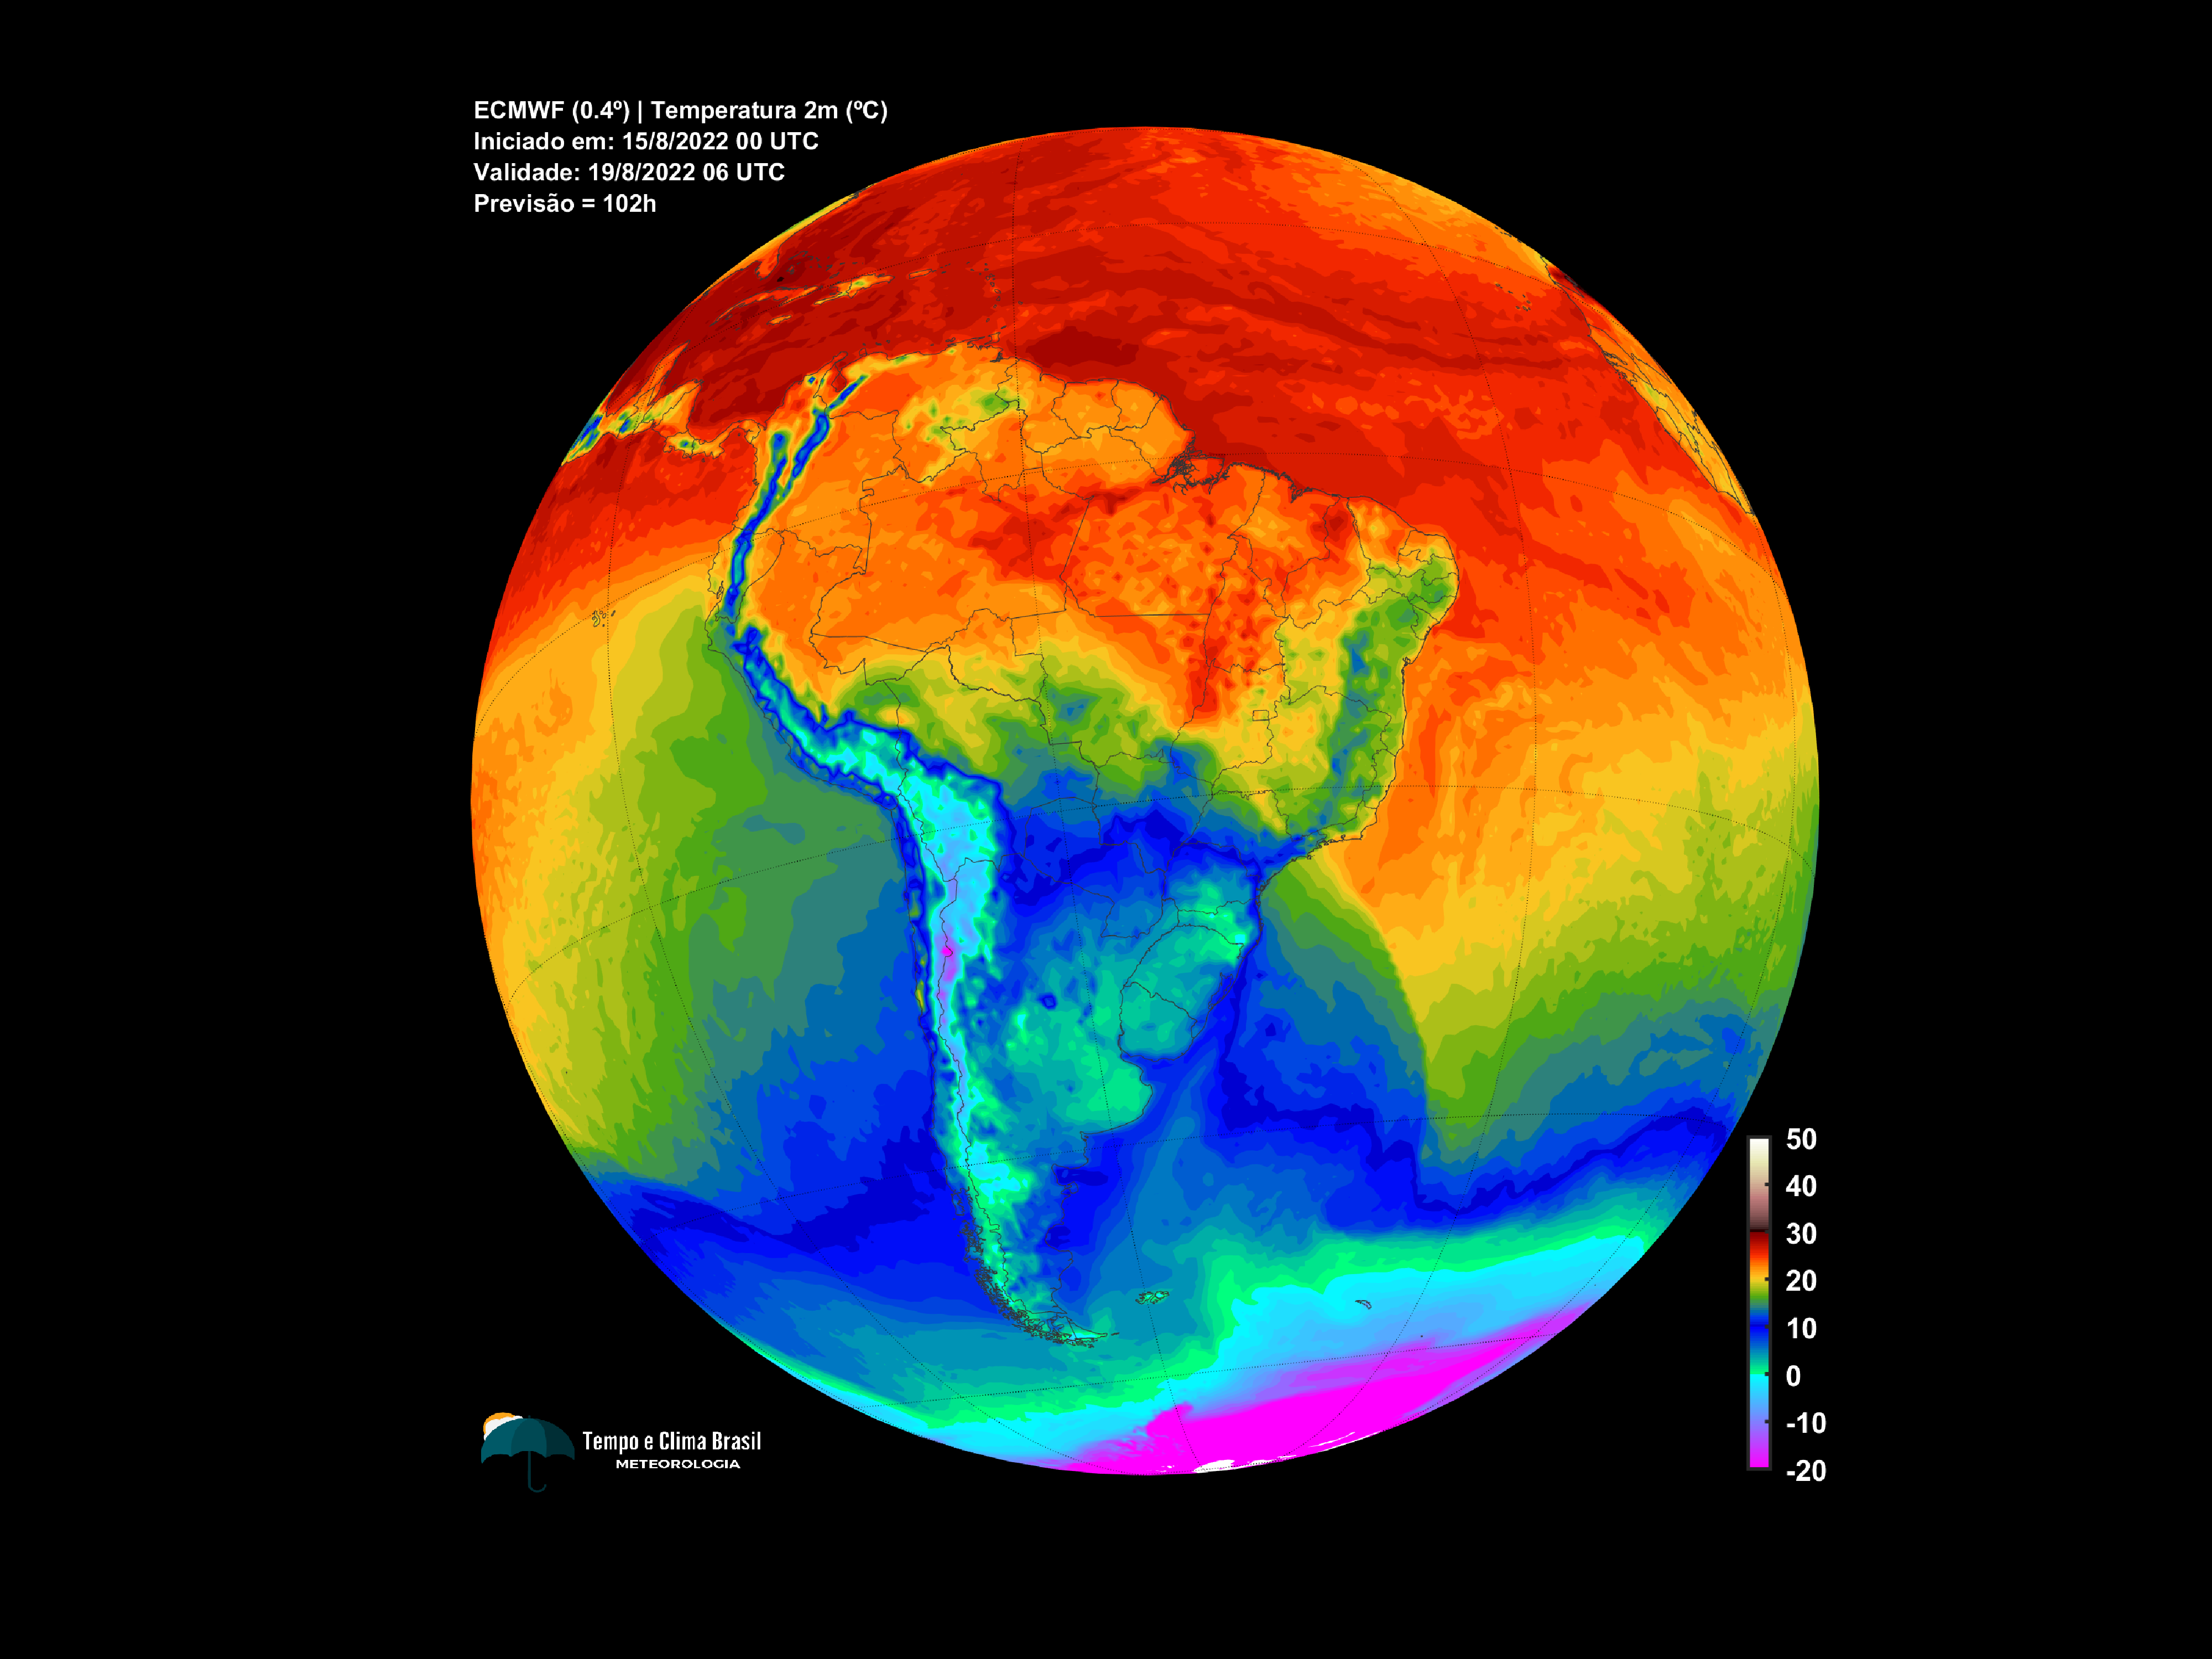 ECMWF (0.4º) | Temperatura 2m (ºC)
Iniciado em: 15/8/2022 00 UTC
Validade: 19/8/2022 06 UTC
Previsão = 102h
50
40
30
20
10
0
-10
-20
Tempo e Clima Brasil
METEOROLOGIA